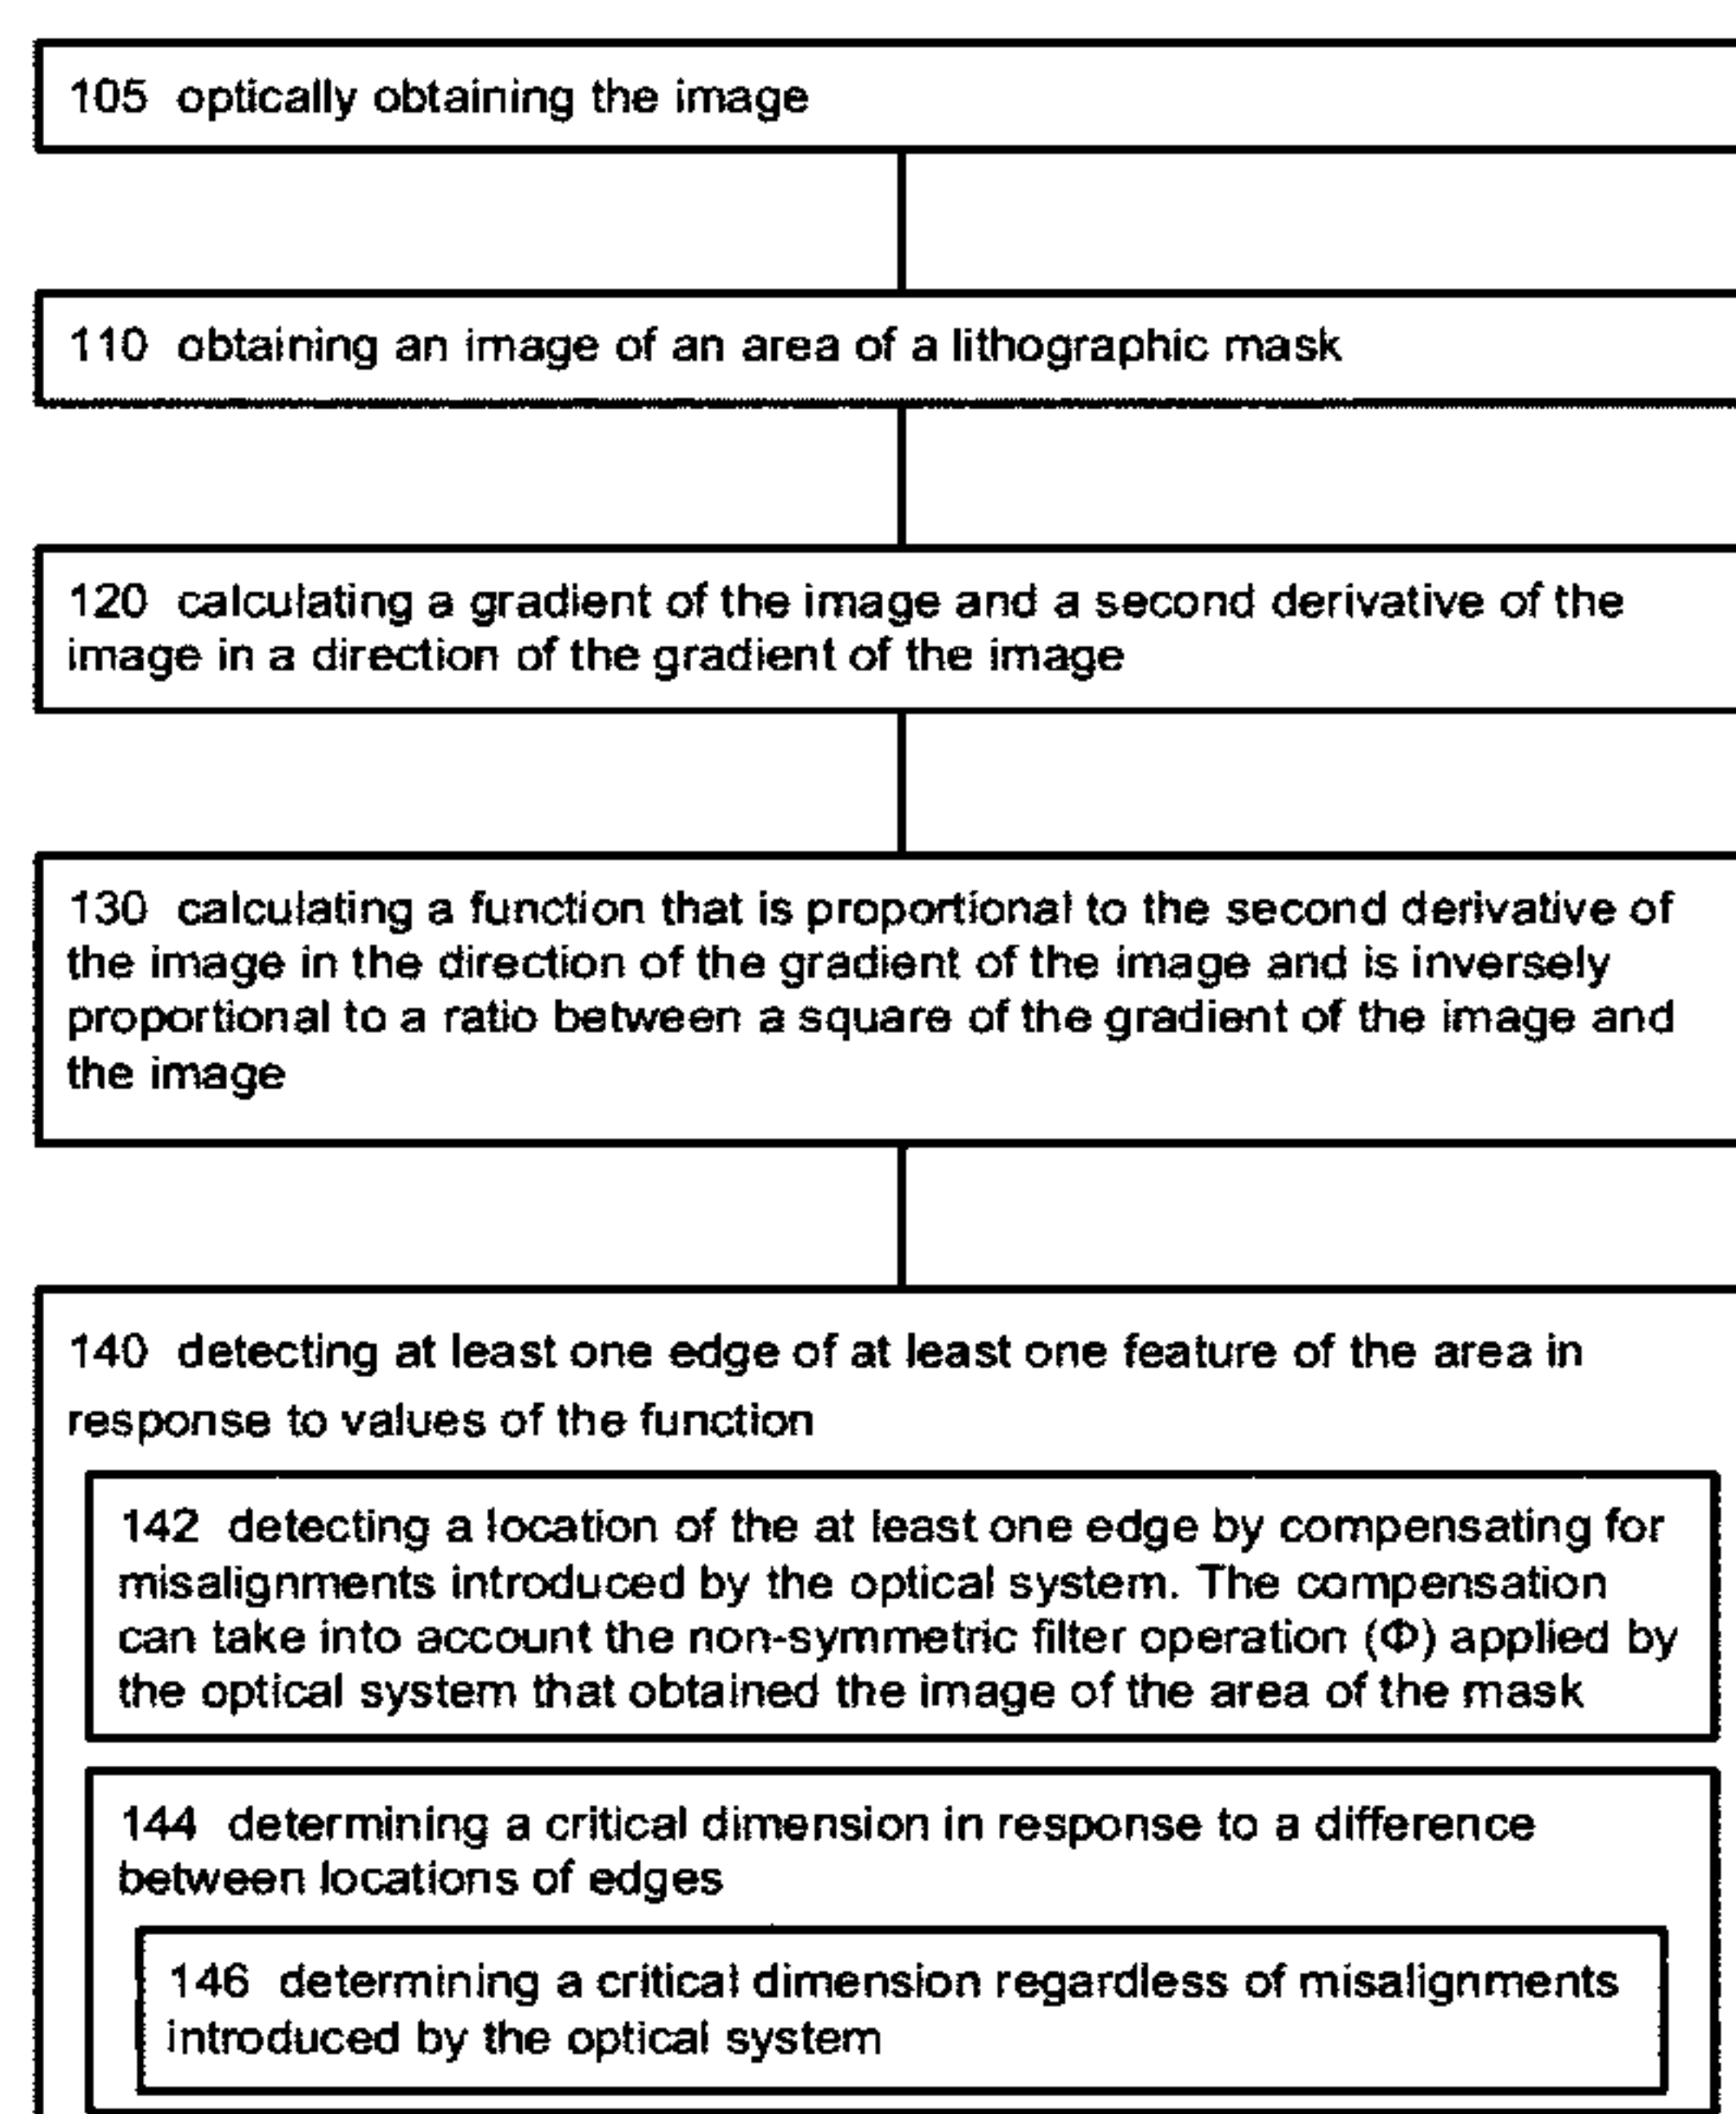 105 optically obtaining the image
110 obtaining an image of an area of a lithographic mask
120 calculating a gradient of the image and a second derivative of the
image in a direction of the gradient of the image
130 calculating a function that is proportional to the second derivative of
the image in the direction of the gradient of the image and is inversely
proportional to a ratio between a square of the gradient of the image and
the image
140 detecting at least one edge of at least one feature of the area in
response to values of the function
142 detecting a location of the at least one edge by compensating for
misalignments introduced by the optical system. The compensation
can take into account the non-symmetric filter operation (Φ) applied by
the optical system that obtained the image of the area of the mask
144 determining a critical dimension in response to a difference
between locations of edges
146 determining a critical dimension regardless of misalignments
introduced by the optical system